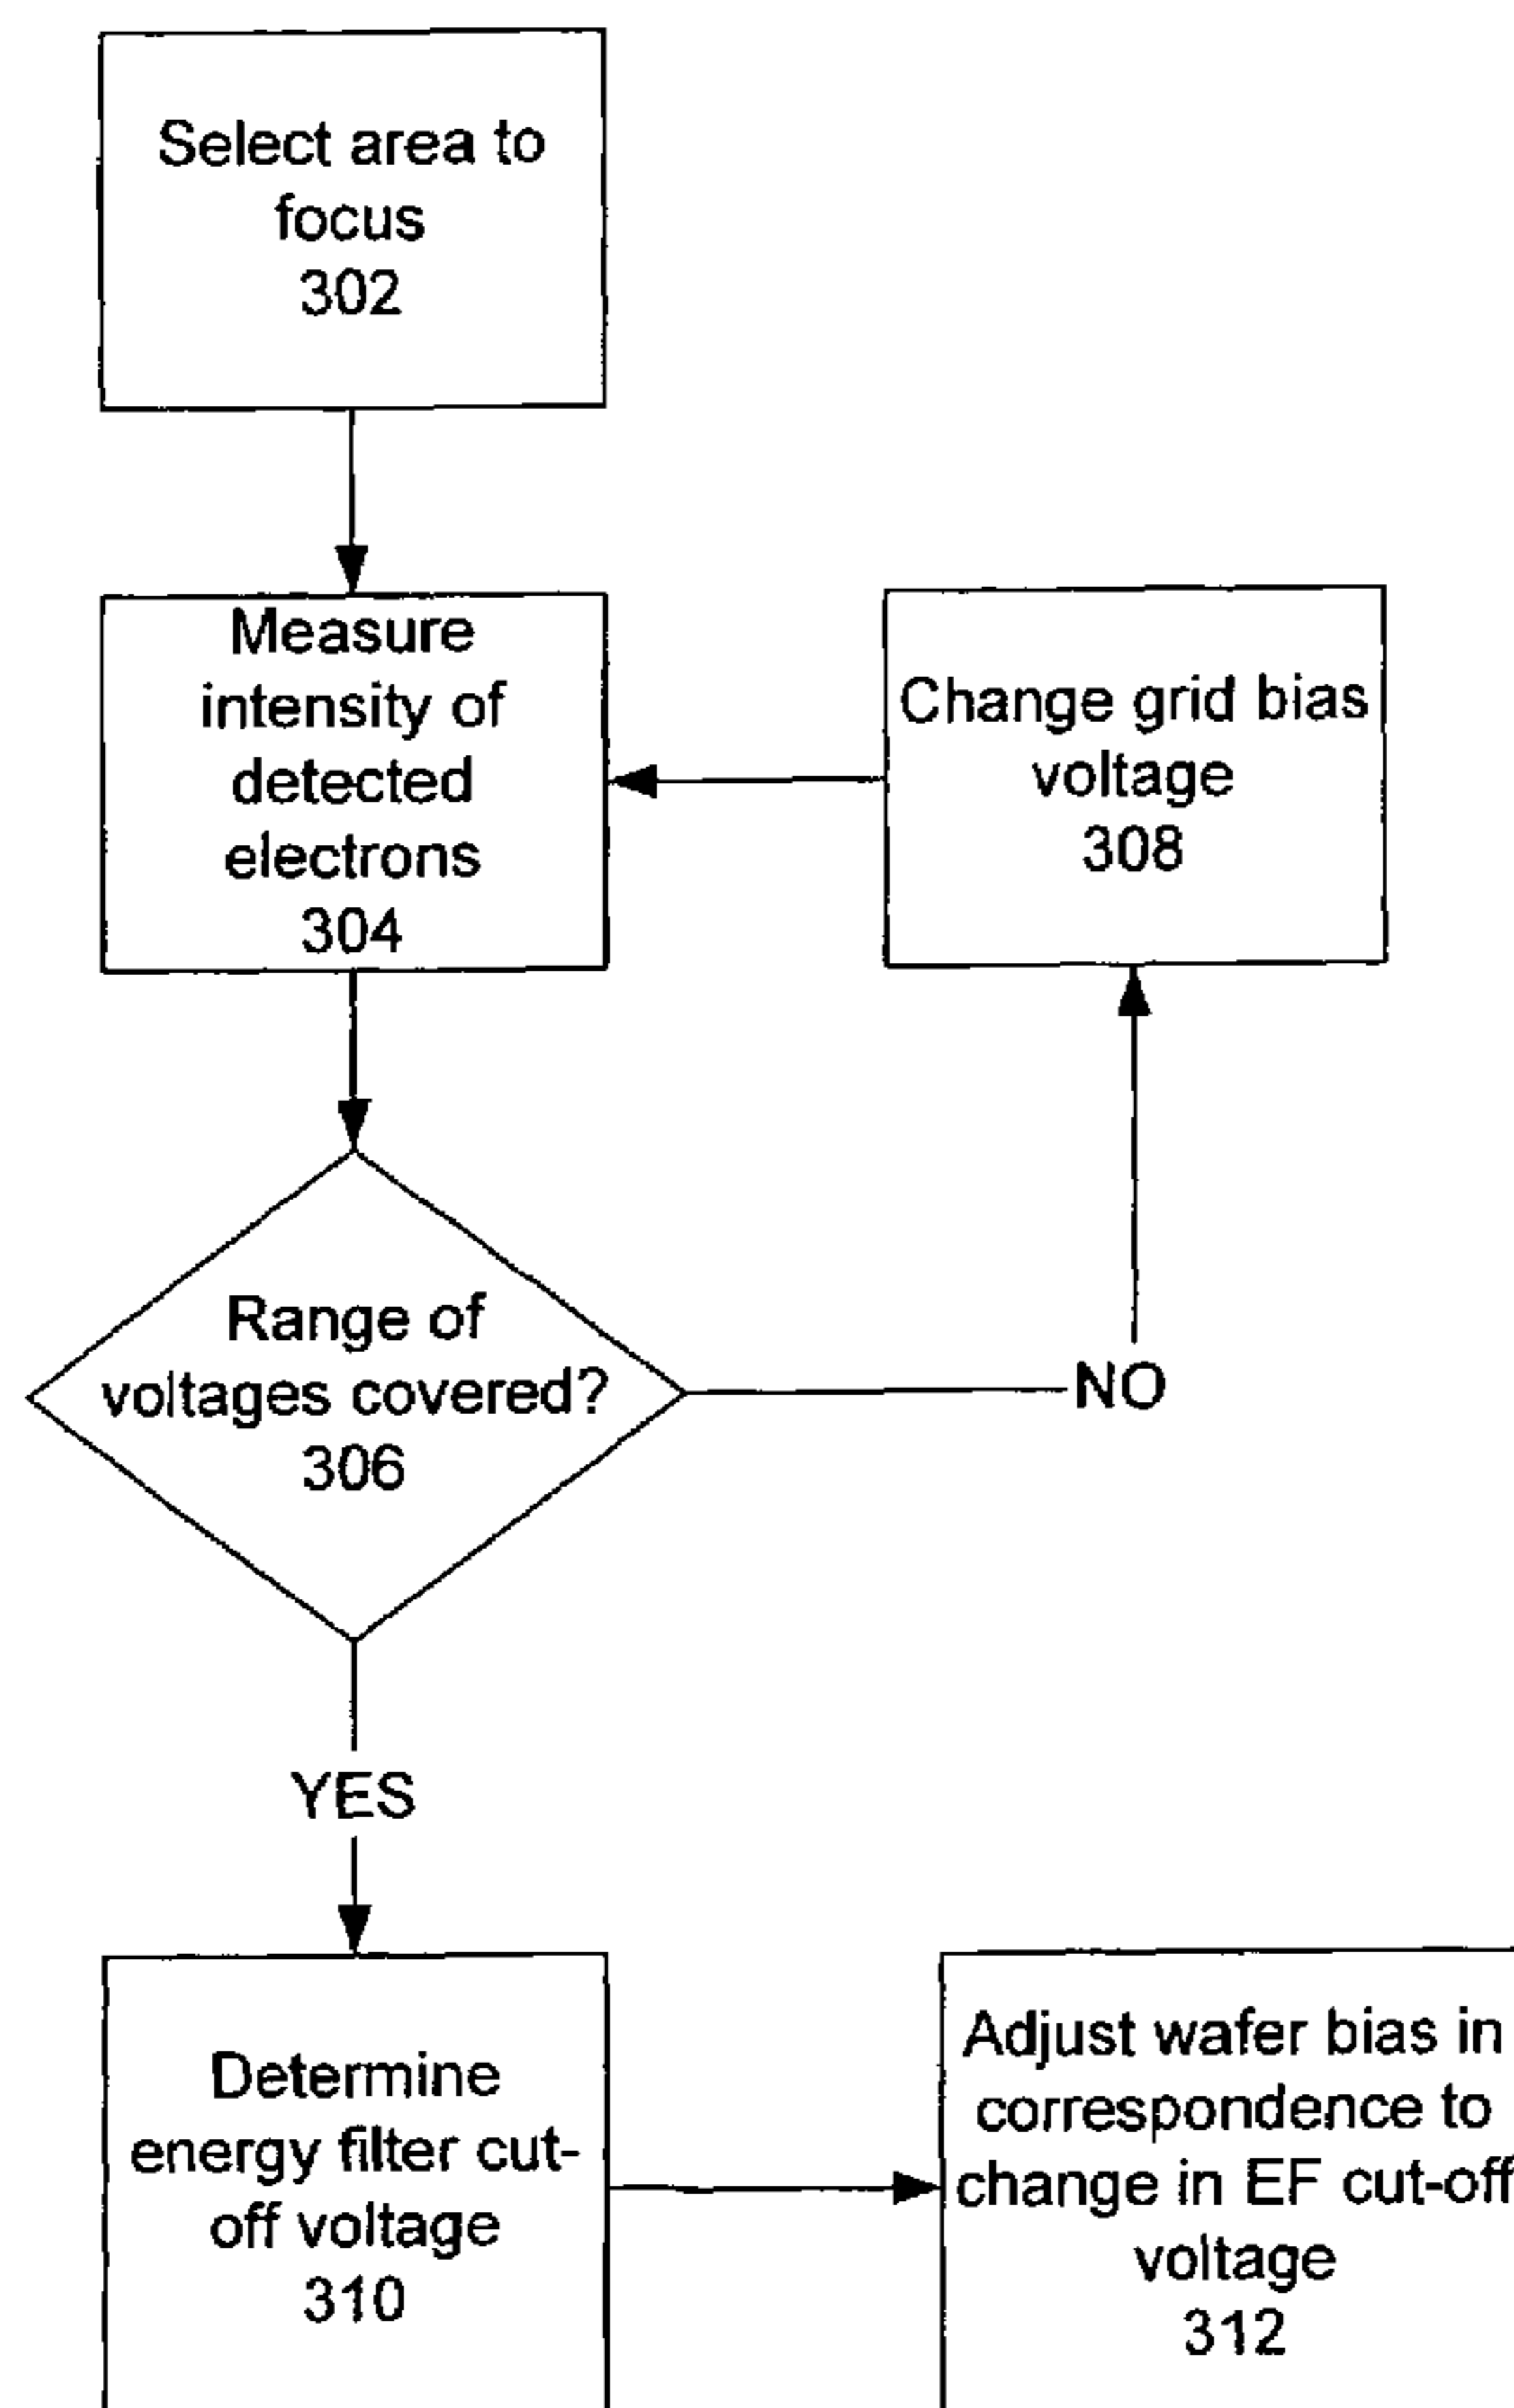 Select area to
focus
302
Measure
intensity of
detected
electrons
304
Change grid bias
voltage
308
Range of
voltages covered?
306
NO
YES
Determine
energy filter cut-
off voltage
310
Adjust wafer bias in
correspondence to
change in EF cut-off
voltage
312